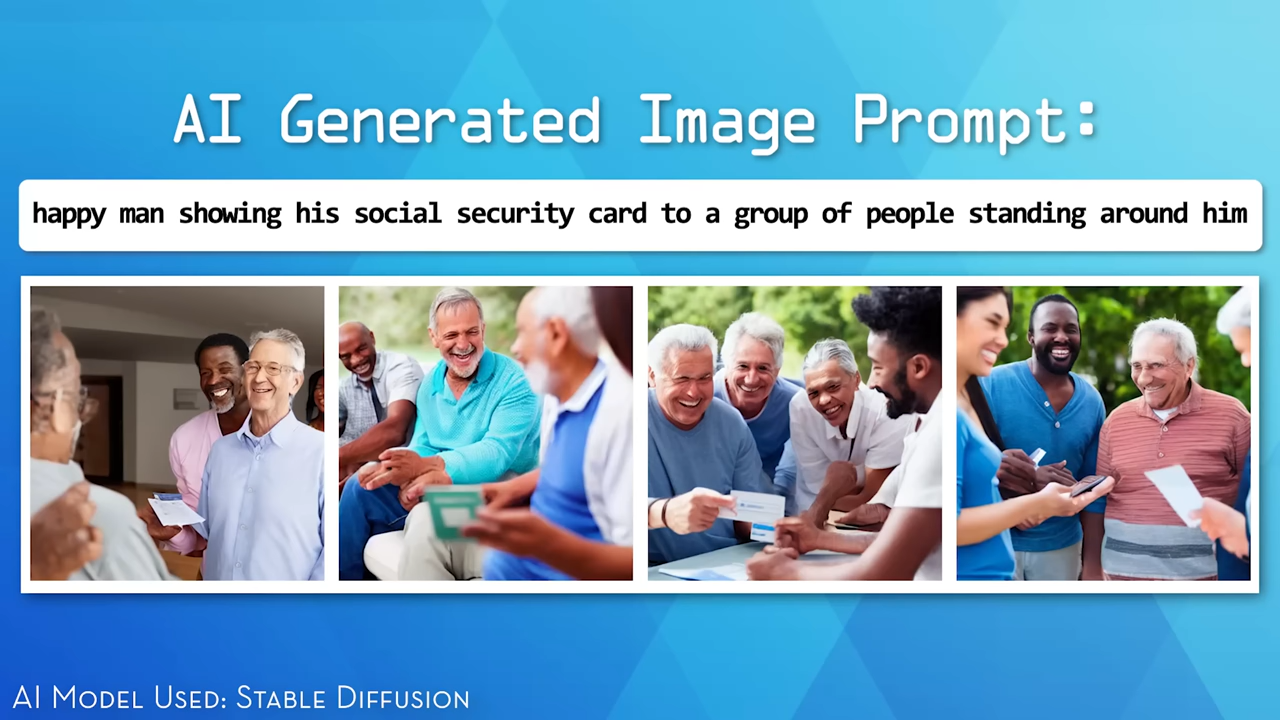 AI Generated Image Prompt:
happy man showing his social security card to a group of people standing around him
AI Model Used: Stable Diffusion